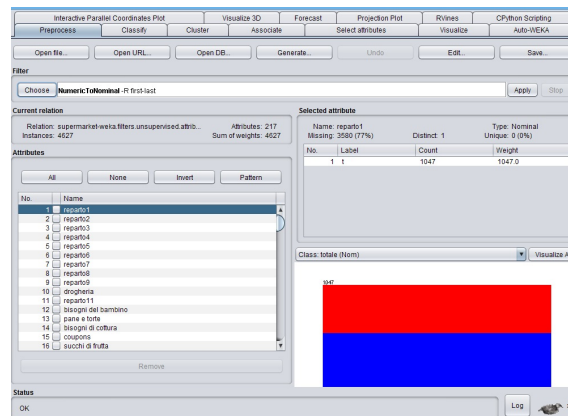 Interactive Parallel Coordinates Plot Visualize 3D Forecast Projection Plot RVines CPython Scripting
Preprocess Classify Cluster Associate Select attributes Visualize Auto-WEKA
Open file... Open URL... Open DB... Generate... Undo Edit... Save...
Filter
Choose NumericToNominal -R first-last Apply Stop
Current relation
Relation: supermarket-weka.filters.unsupervised.attrib... Attributes: 217
Instances: 4627 Sum of weights: 4627
Attributes
All None Invert Pattern
No. Name
1 reparto1
2 reparto2
3 reparto3
4 reparto4
5 reparto5
6 reparto6
7 reparto7
8 reparto8
9 reparto9
10 drogheria
11 reparto11
12 bisogni del bambino
13 pane e torte
14 bisogni di cottura
15 coupons
16 succhi di frutta
Remove
Selected attribute
Name: reparto1 Type: Nominal
Missing: 3580 (77%) Distinct: 1 Unique: 0 (0%)
No. Label Count Weight
1 t 1047 1047.0
Class: totale (Nom) Visualize A
1047
Status
OK Log